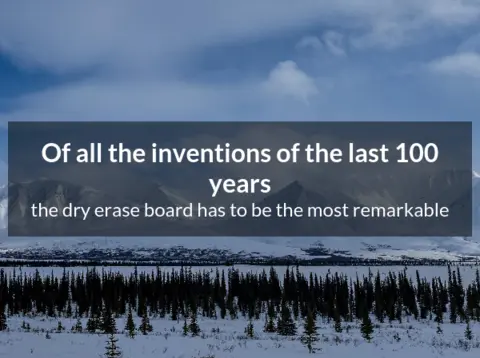 Of all the inventions of the last 100
years
the dry erase board has to be the most remarkable